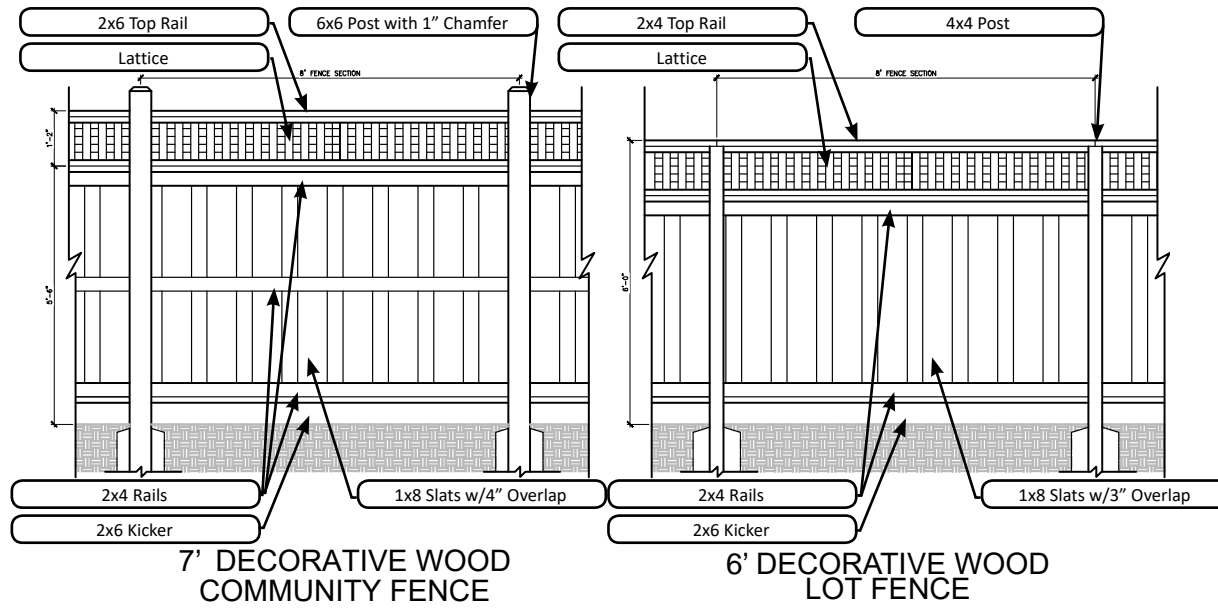 2x6 Top Rail
6x6 Post with 1” Chamfer
Lattice
8' FENCE SECTION
1'-2"
5'-6"
2x4 Rails
1x8 Slats w/4” Overlap
2x6 Kicker
7’ DECORATIVE WOOD
COMMUNITY FENCE
2x4 Top Rail
4x4 Post
Lattice
8' FENCE SECTION
6'-0"
2x4 Rails
1x8 Slats w/3” Overlap
2x6 Kicker
6’ DECORATIVE WOOD
LOT FENCE